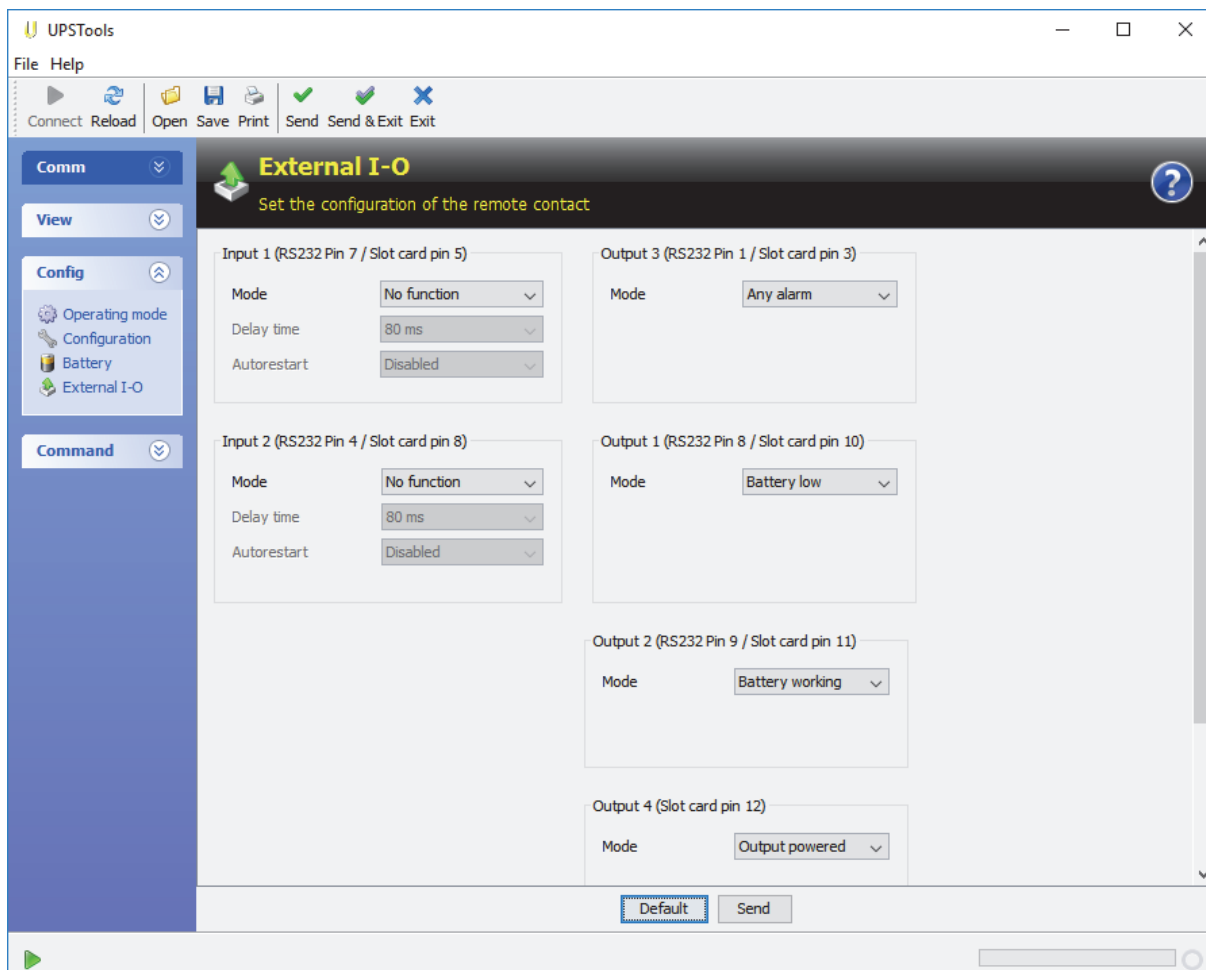 UPSTools
File Help
Connect Reload Open Save Print Send Send & Exit Exit
Comm
View
Config
Operating mode
Configuration
Battery
External I-O
Command
External I-O
Set the configuration of the remote contact
?
Input 1 (RS232 Pin 7 / Slot card pin 5)
Mode No function
Delay time 80 ms
Autorestart Disabled
Output 3 (RS232 Pin 1 / Slot card pin 3)
Mode Any alarm
Input 2 (RS232 Pin 4 / Slot card pin 8)
Mode No function
Delay time 80 ms
Autorestart Disabled
Output 1 (RS232 Pin 8 / Slot card pin 10)
Mode Battery low
Output 2 (RS232 Pin 9 / Slot card pin 11)
Mode Battery working
Output 4 (Slot card pin 12)
Mode Output powered
Default Send